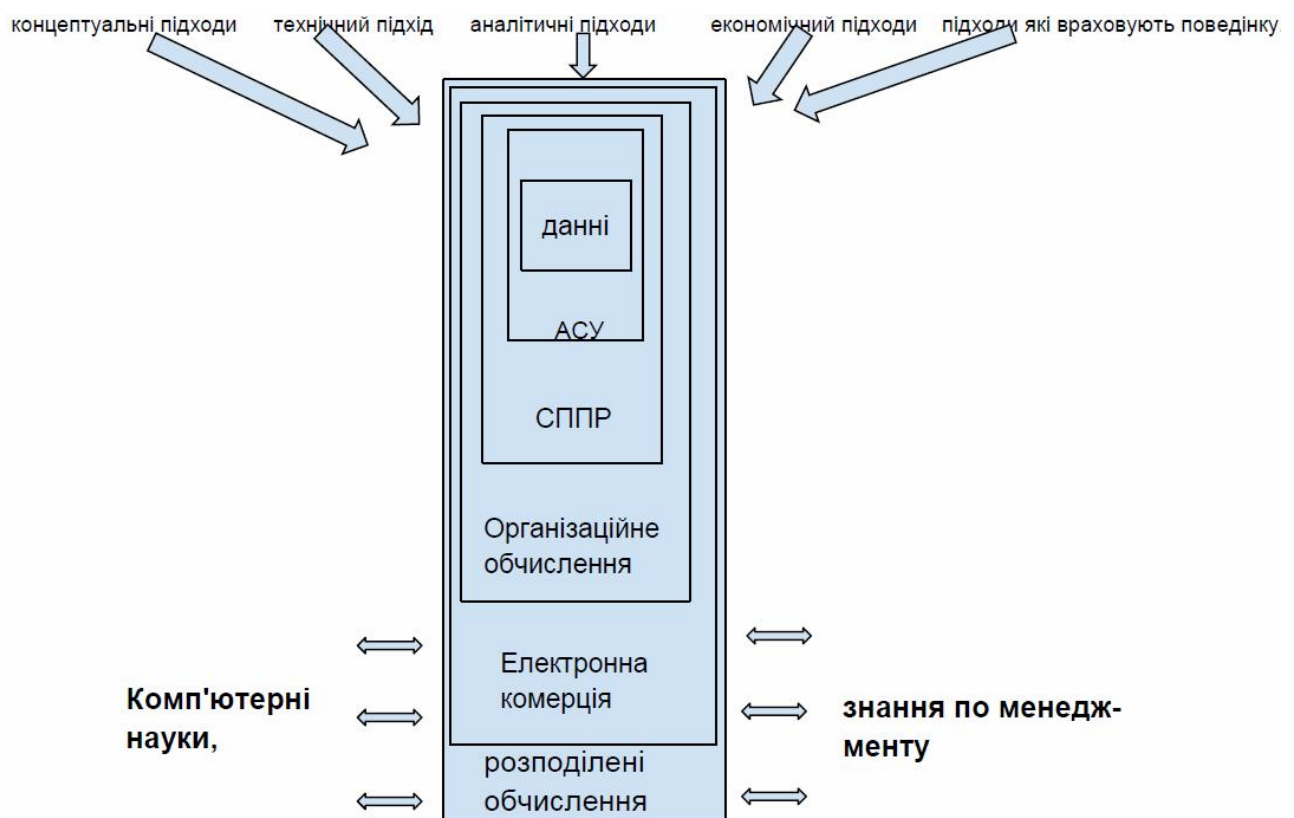 концептуальні підходи технічний підхід аналітичні підходи економічний підходи підходи які враховують поведінку
данні
АСУ
СППР
Організаційне
обчислення
Електронна
комерція
Комп'ютерні
науки,
знання по менедж-
менту
розподілені
обчислення